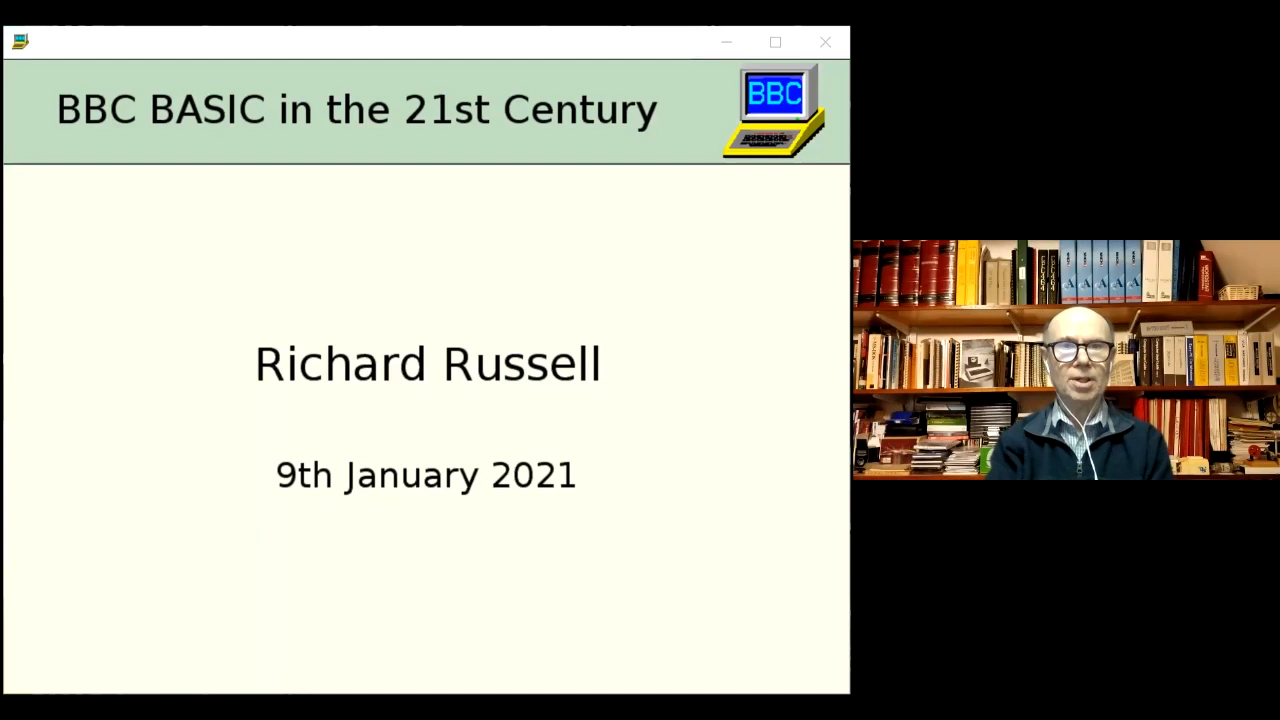 BBC BASIC in the 21st Century
BBC
Richard Russell
9th January 2021